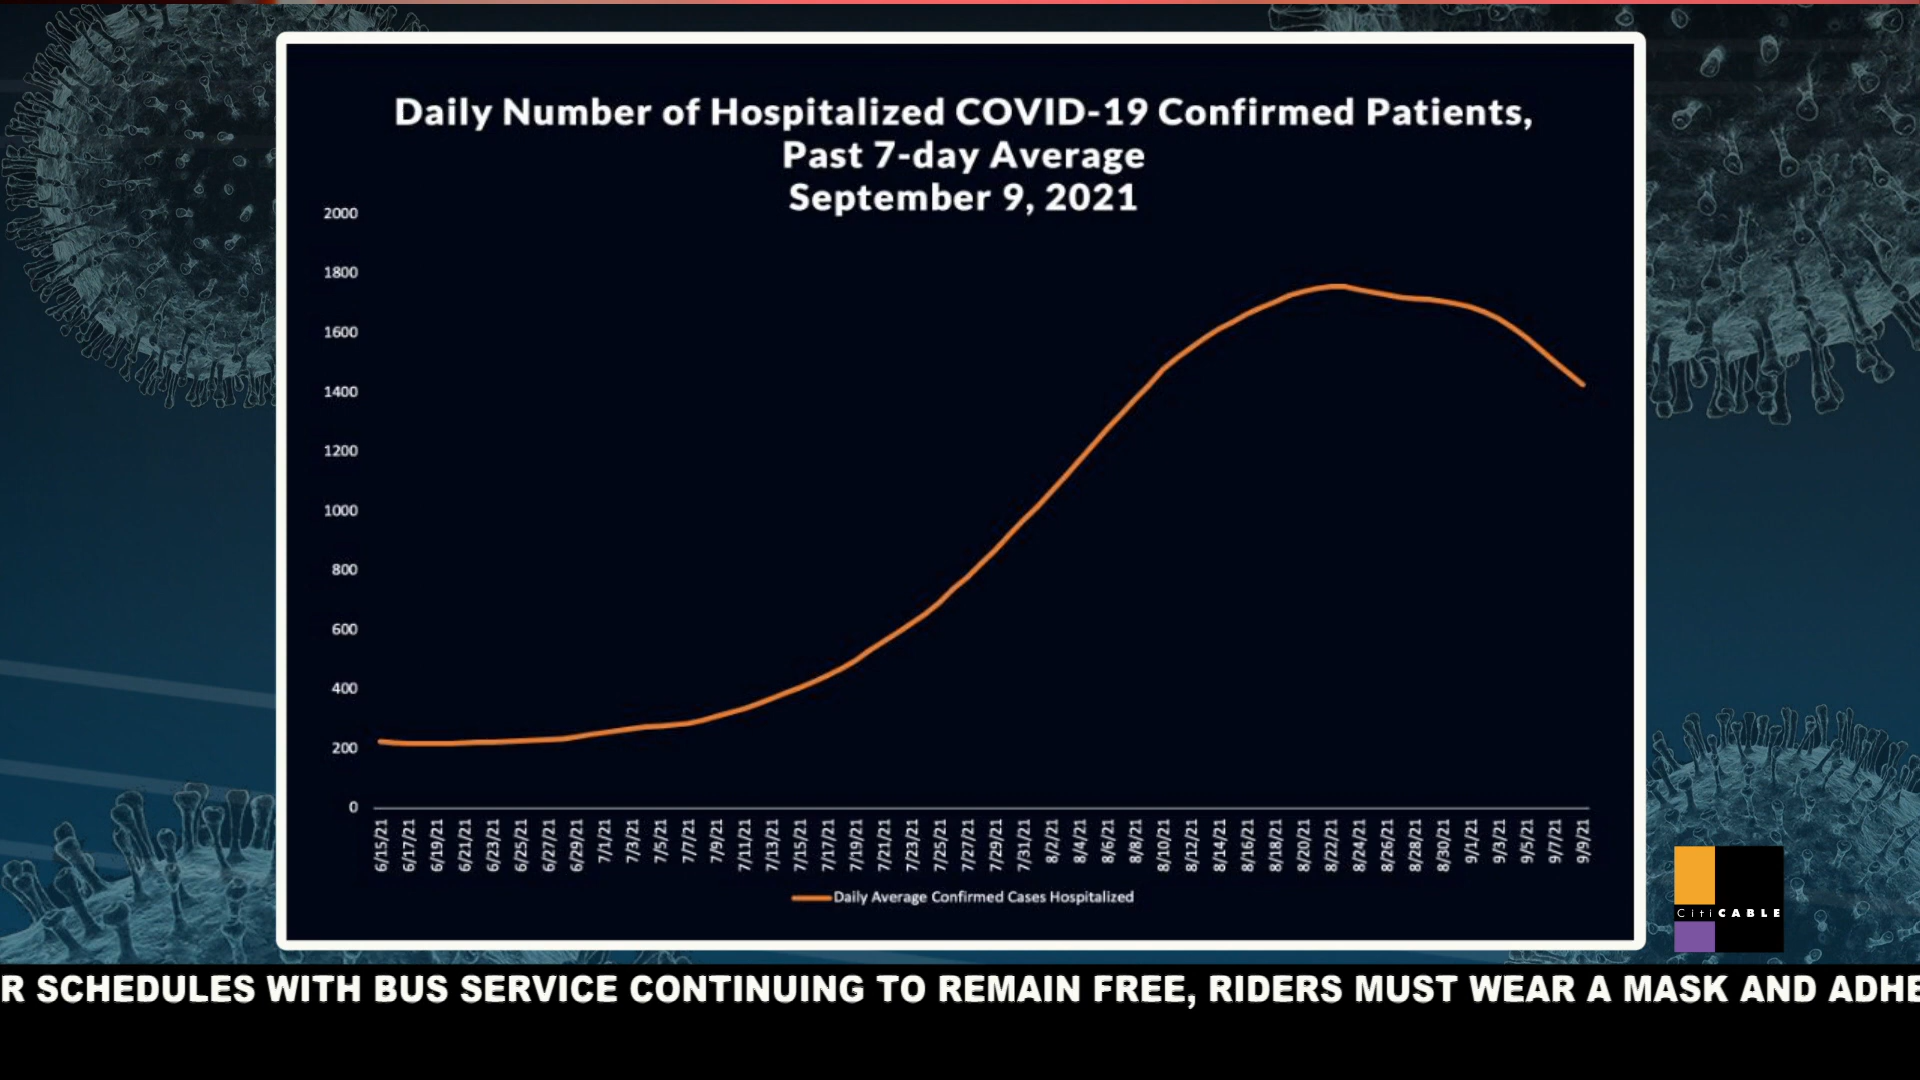 Daily Number of Hospitalized COVID-19 Confirmed Patients,
Past 7-day Average
September 9, 2021
2000
1800
1600
1400
1200
1000
800
600
400
200
0
6/15/21 6/17/21 6/19/21 6/21/21 6/23/21 6/25/21 6/27/21 6/29/21 7/1/21 7/3/21 7/5/21 7/7/21 7/9/21 7/11/21 7/13/21 7/15/21 7/17/21 7/19/21 7/21/21 7/23/21 7/25/21 7/27/21 7/29/21 7/31/21 8/2/21 8/4/21 8/6/21 8/8/21 8/10/21 8/12/21 8/14/21 8/16/21 8/18/21 8/20/21 8/22/21 8/24/21 8/26/21 8/28/21 8/30/21 9/1/21 9/3/21 9/5/21 9/7/21 9/9/21
Daily Average Confirmed Cases Hospitalized
CitiCABLE
R SCHEDULES WITH BUS SERVICE CONTINUING TO REMAIN FREE, RIDERS MUST WEAR A MASK AND ADHE